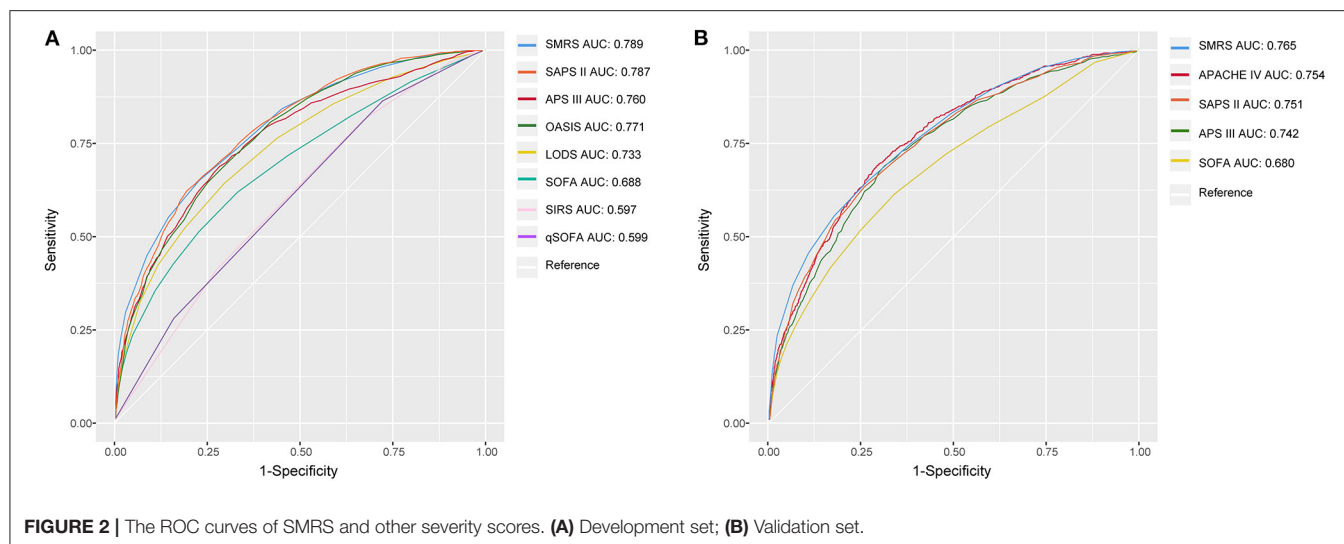 A
1.00
0.75
0.50
0.25
0.00
Sensitivity
0.00 0.25 0.50 0.75 1.00
1-Specificity
SMRS AUC: 0.789
SAPS II AUC: 0.787
APS III AUC: 0.760
OASIS AUC: 0.771
LODS AUC: 0.733
SOFA AUC: 0.688
SIRS AUC: 0.597
qSOFA AUC: 0.599
Reference
B
1.00
0.75
0.50
0.25
0.00
Sensitivity
0.00 0.25 0.50 0.75 1.00
1-Specificity
SMRS AUC: 0.765
APACHE IV AUC: 0.754
SAPS II AUC: 0.751
APS III AUC: 0.742
SOFA AUC: 0.680
Reference
FIGURE 2 | The ROC curves of SMRS and other severity scores. (A) Development set; (B) Validation set.